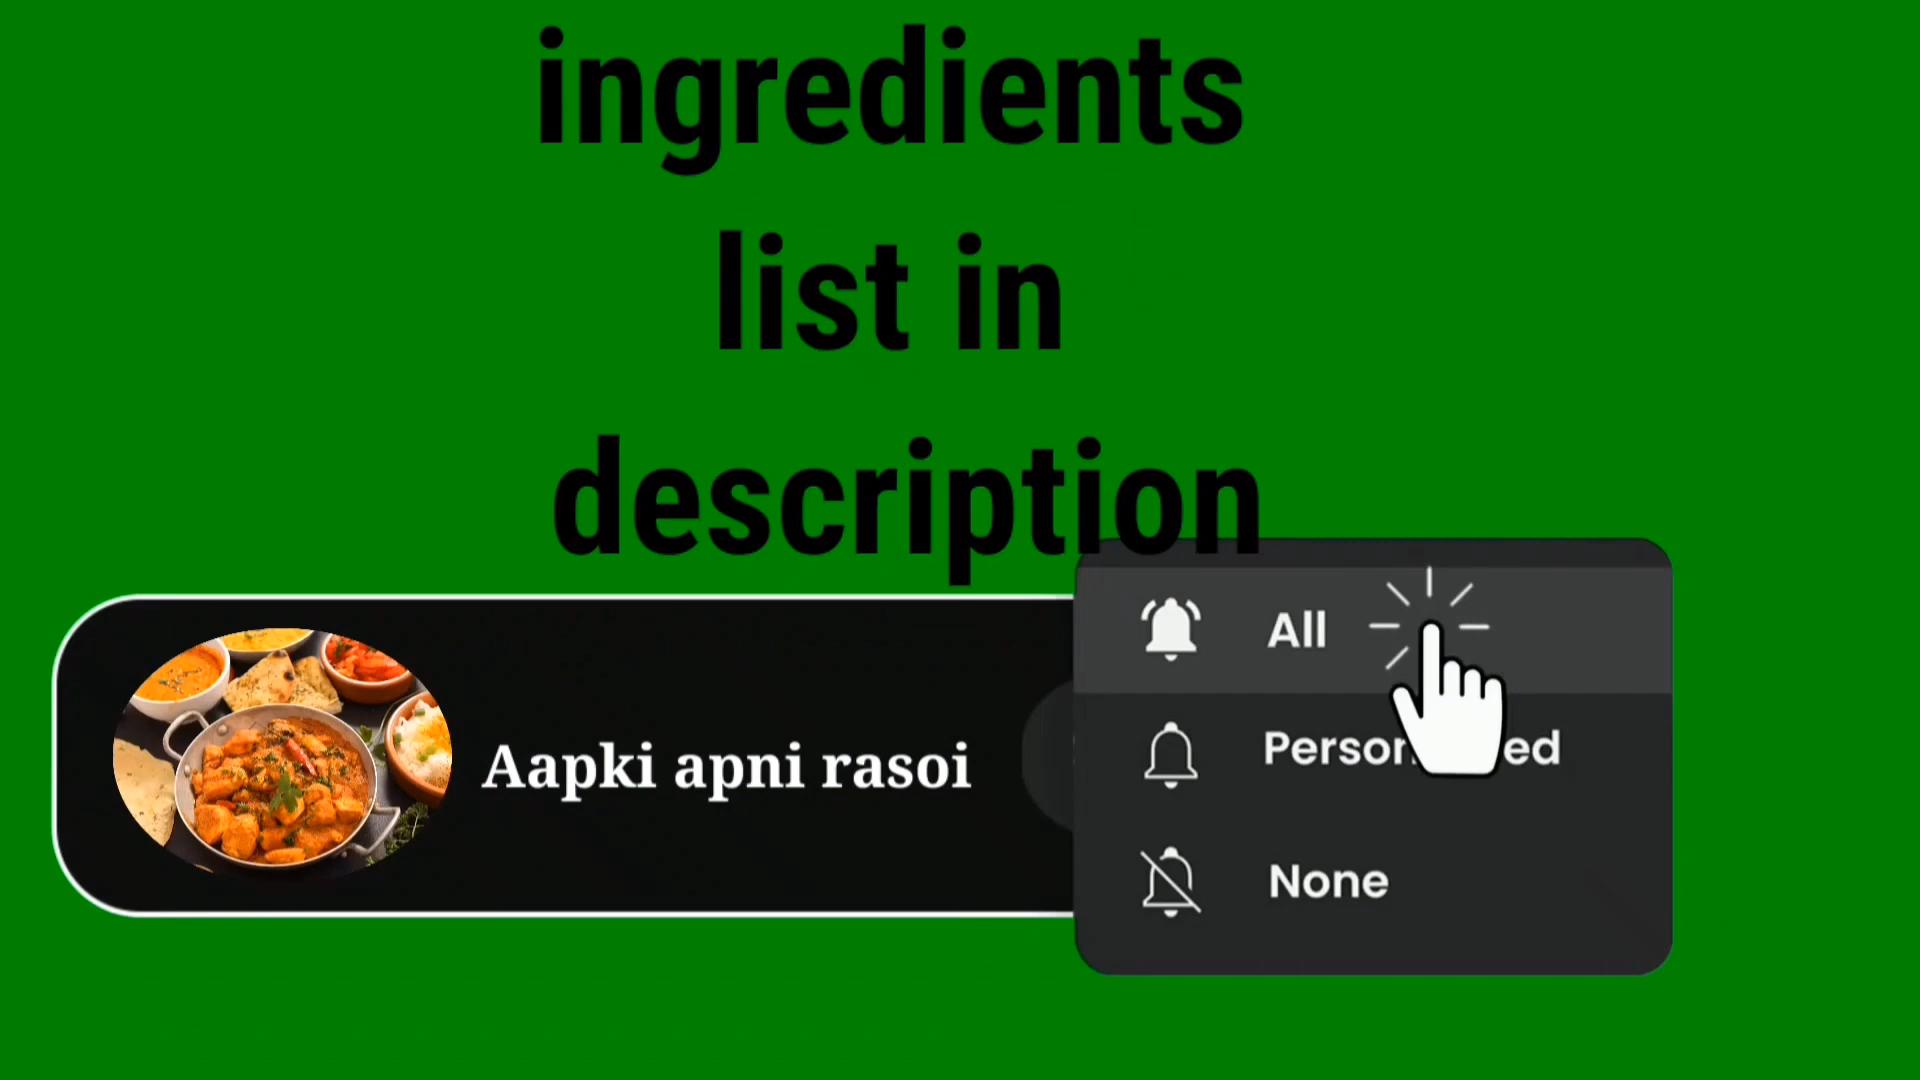 ingredients
list in
description
Aapki apni rasoi
All
None